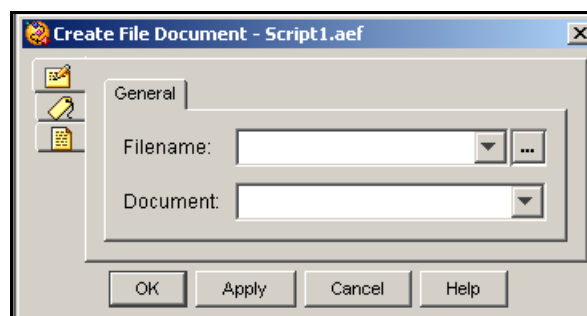 Create File Document - Script1.aef
General
Filename:
...
Document:
OK Apply Cancel Help